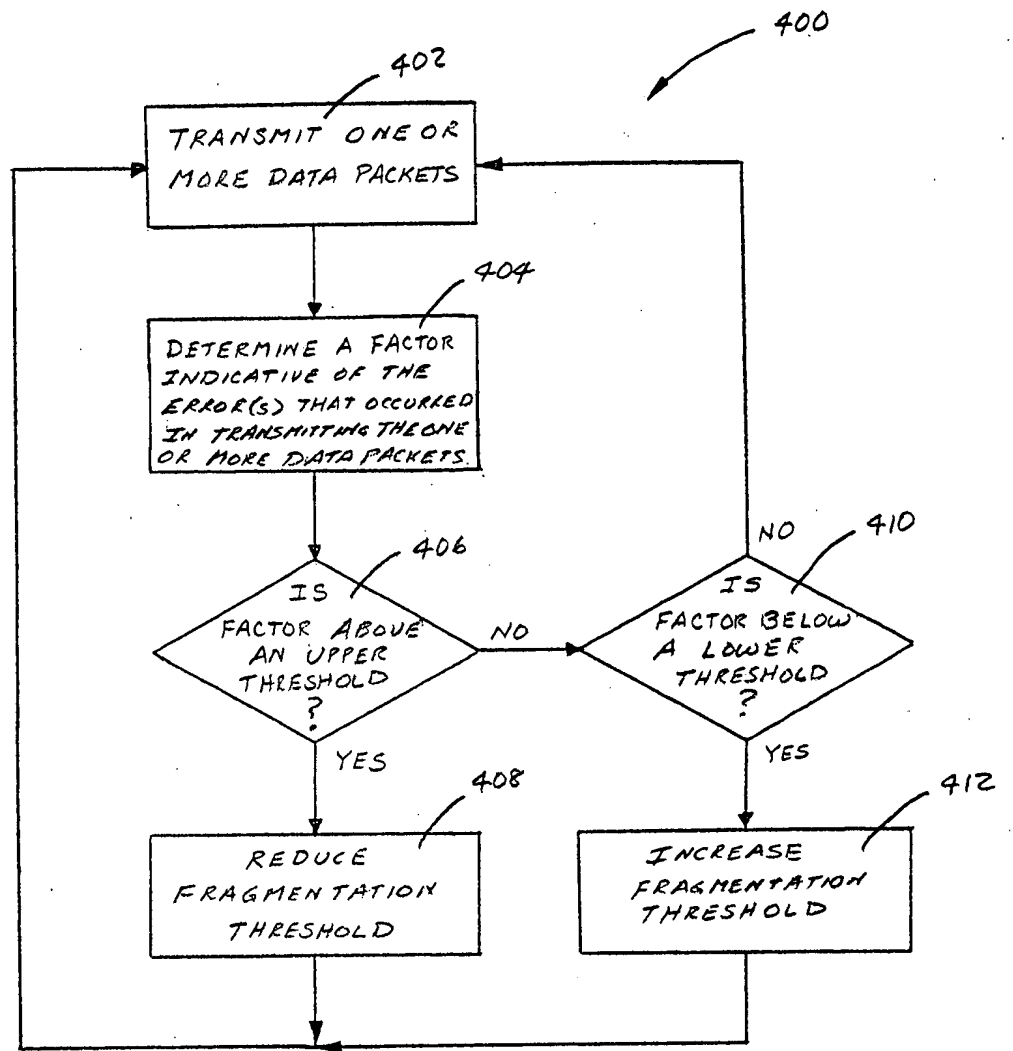 400
402
TRANSMIT ONE OR
MORE DATA PACKETS
404
DETERMINE A FACTOR
INDICATIVE OF THE
ERROR(S) THAT OCCURRED
IN TRANSMITTING THE ONE
OR MORE DATA PACKETS.
406
IS
FACTOR ABOVE
AN UPPER
THRESHOLD
?
NO
YES
410
IS
FACTOR BELOW
A LOWER
THRESHOLD
?
NO
YES
408
REDUCE
FRAGMENTATION
THRESHOLD
412
INCREASE
FRAGMENTATION
THRESHOLD